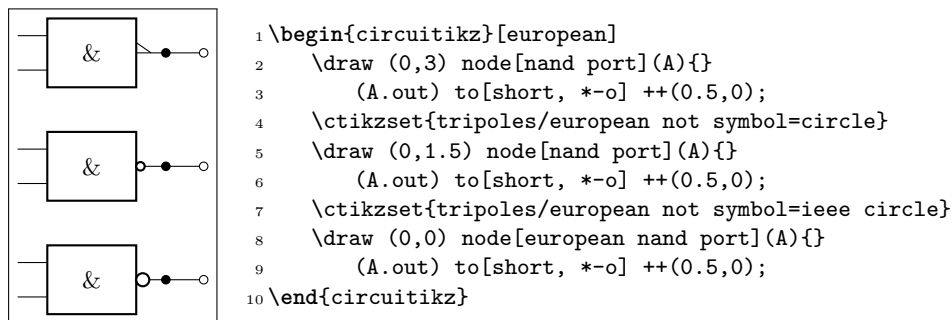 &
&
&
1 \begin{circuitikz}[european]
2     \draw (0,3) node[nand port](A){}
3         (A.out) to[short, *-o] ++(0.5,0);
4     \ctikzset{tripoles/european not symbol=circle}
5     \draw (0,1.5) node[nand port](A){}
6         (A.out) to[short, *-o] ++(0.5,0);
7     \ctikzset{tripoles/european not symbol=ieee circle}
8     \draw (0,0) node[european nand port](A){}
9         (A.out) to[short, *-o] ++(0.5,0);
10 \end{circuitikz}